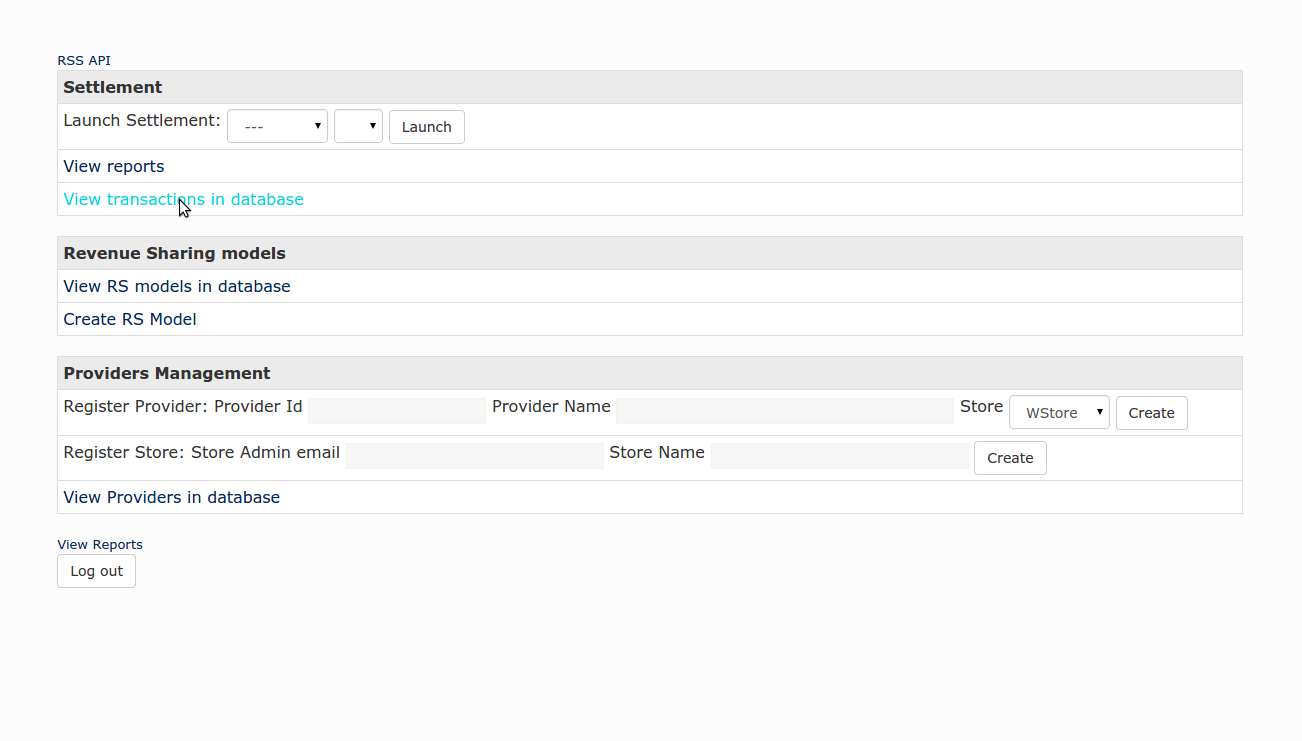 RSS API
Settlement
Launch Settlement: --- Launch
View reports
View transactions in database
Revenue Sharing models
View RS models in database
Create RS Model
Providers Management
Register Provider: Provider Id Provider Name Store WStore Create
Register Store: Store Admin email Store Name Create
View Providers in database
View Reports
Log out